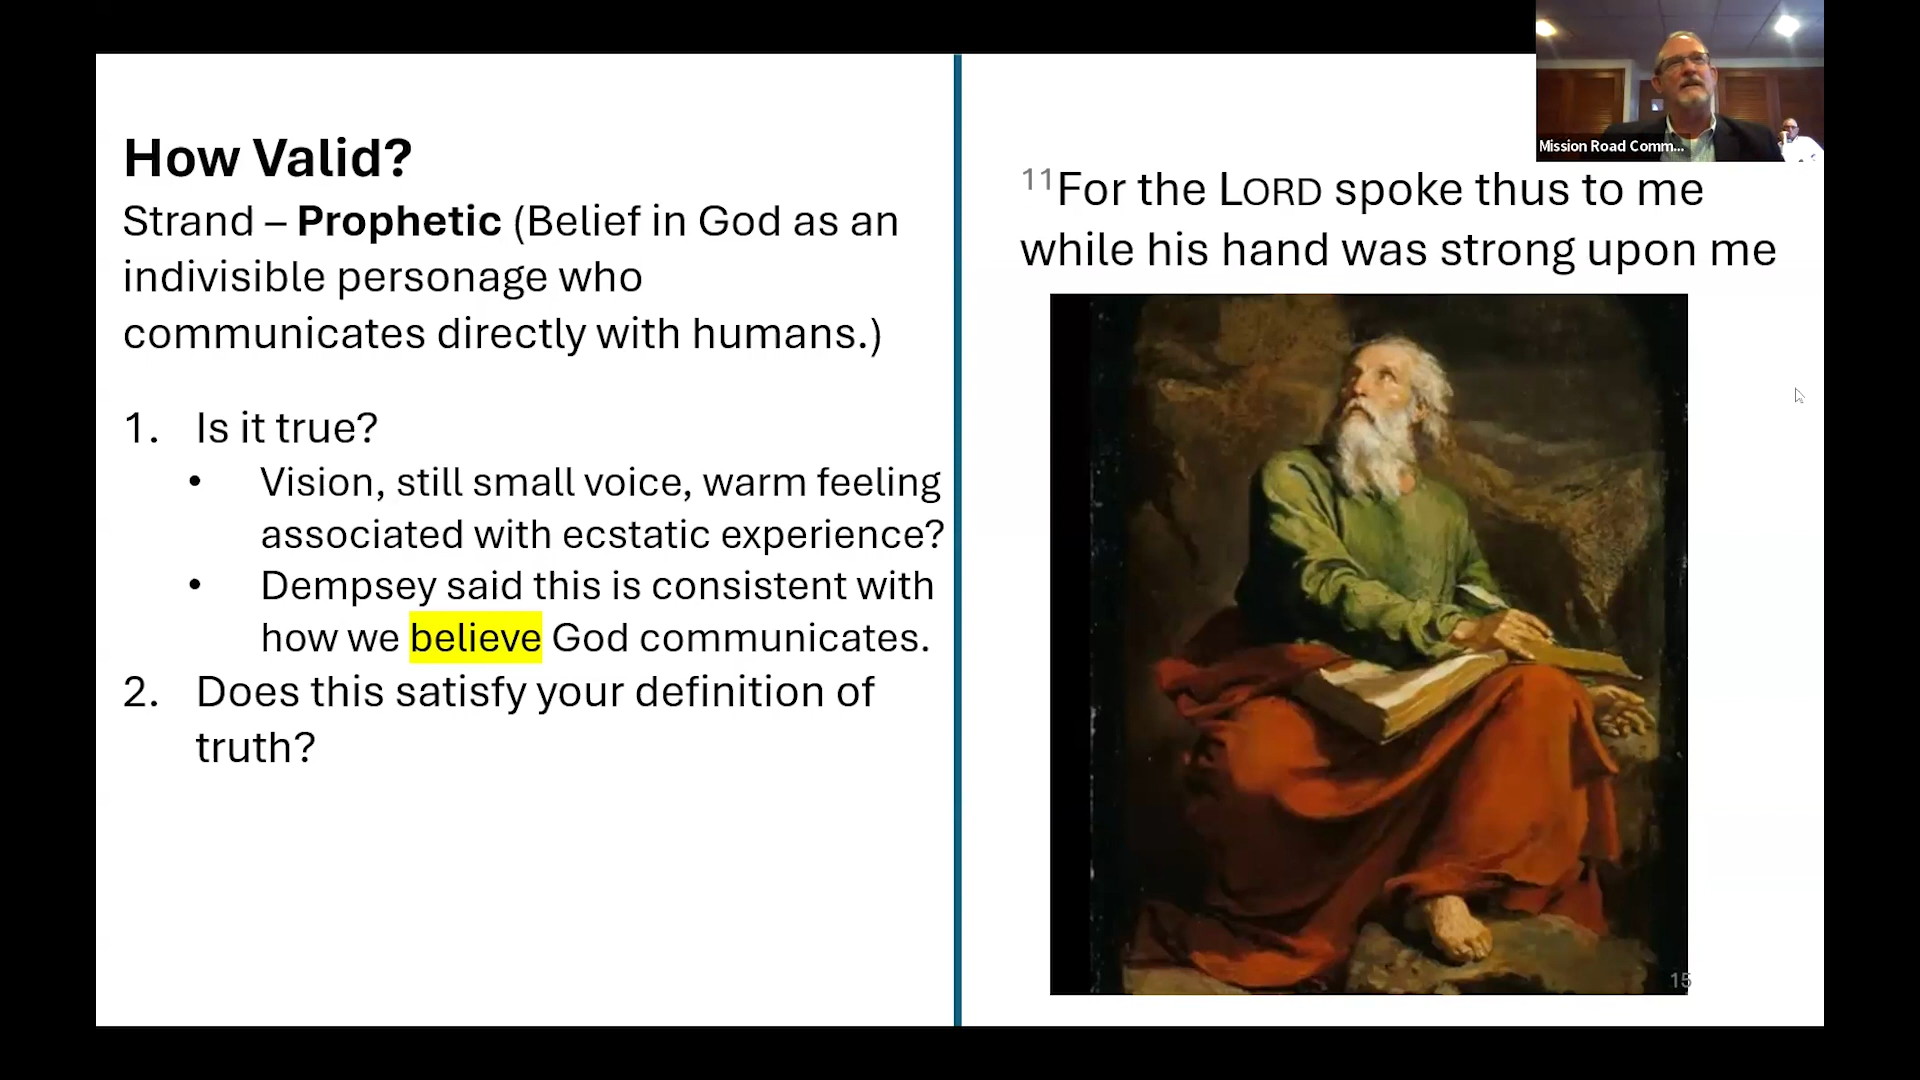 How Valid?
Strand – Prophetic (Belief in God as an
indivisible personage who
communicates directly with humans.)
1. Is it true?
• Vision, still small voice, warm feeling
associated with ecstatic experience?
• Dempsey said this is consistent with
how we believe God communicates.
2. Does this satisfy your definition of
truth?
Mission Road Comm...
11For the LORD spoke thus to me
while his hand was strong upon me
15